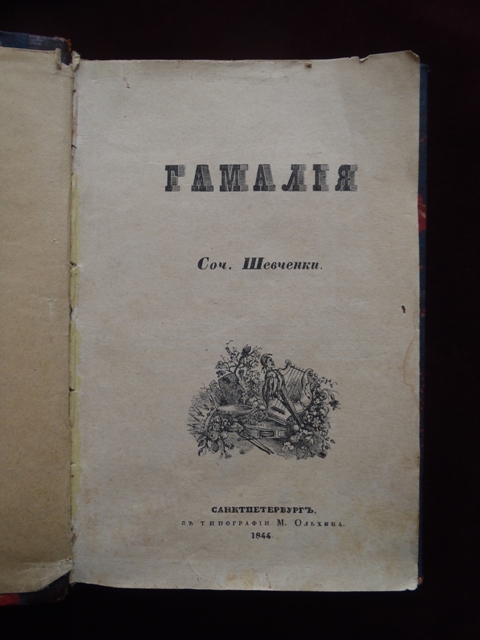 ГАМАЛІЯ
Соч. Шевченки.
САНКТПЕТЕРБУРГЪ.
ВЪ ТИПОГРАФІИ М. ОЛЬХИНА.
1844